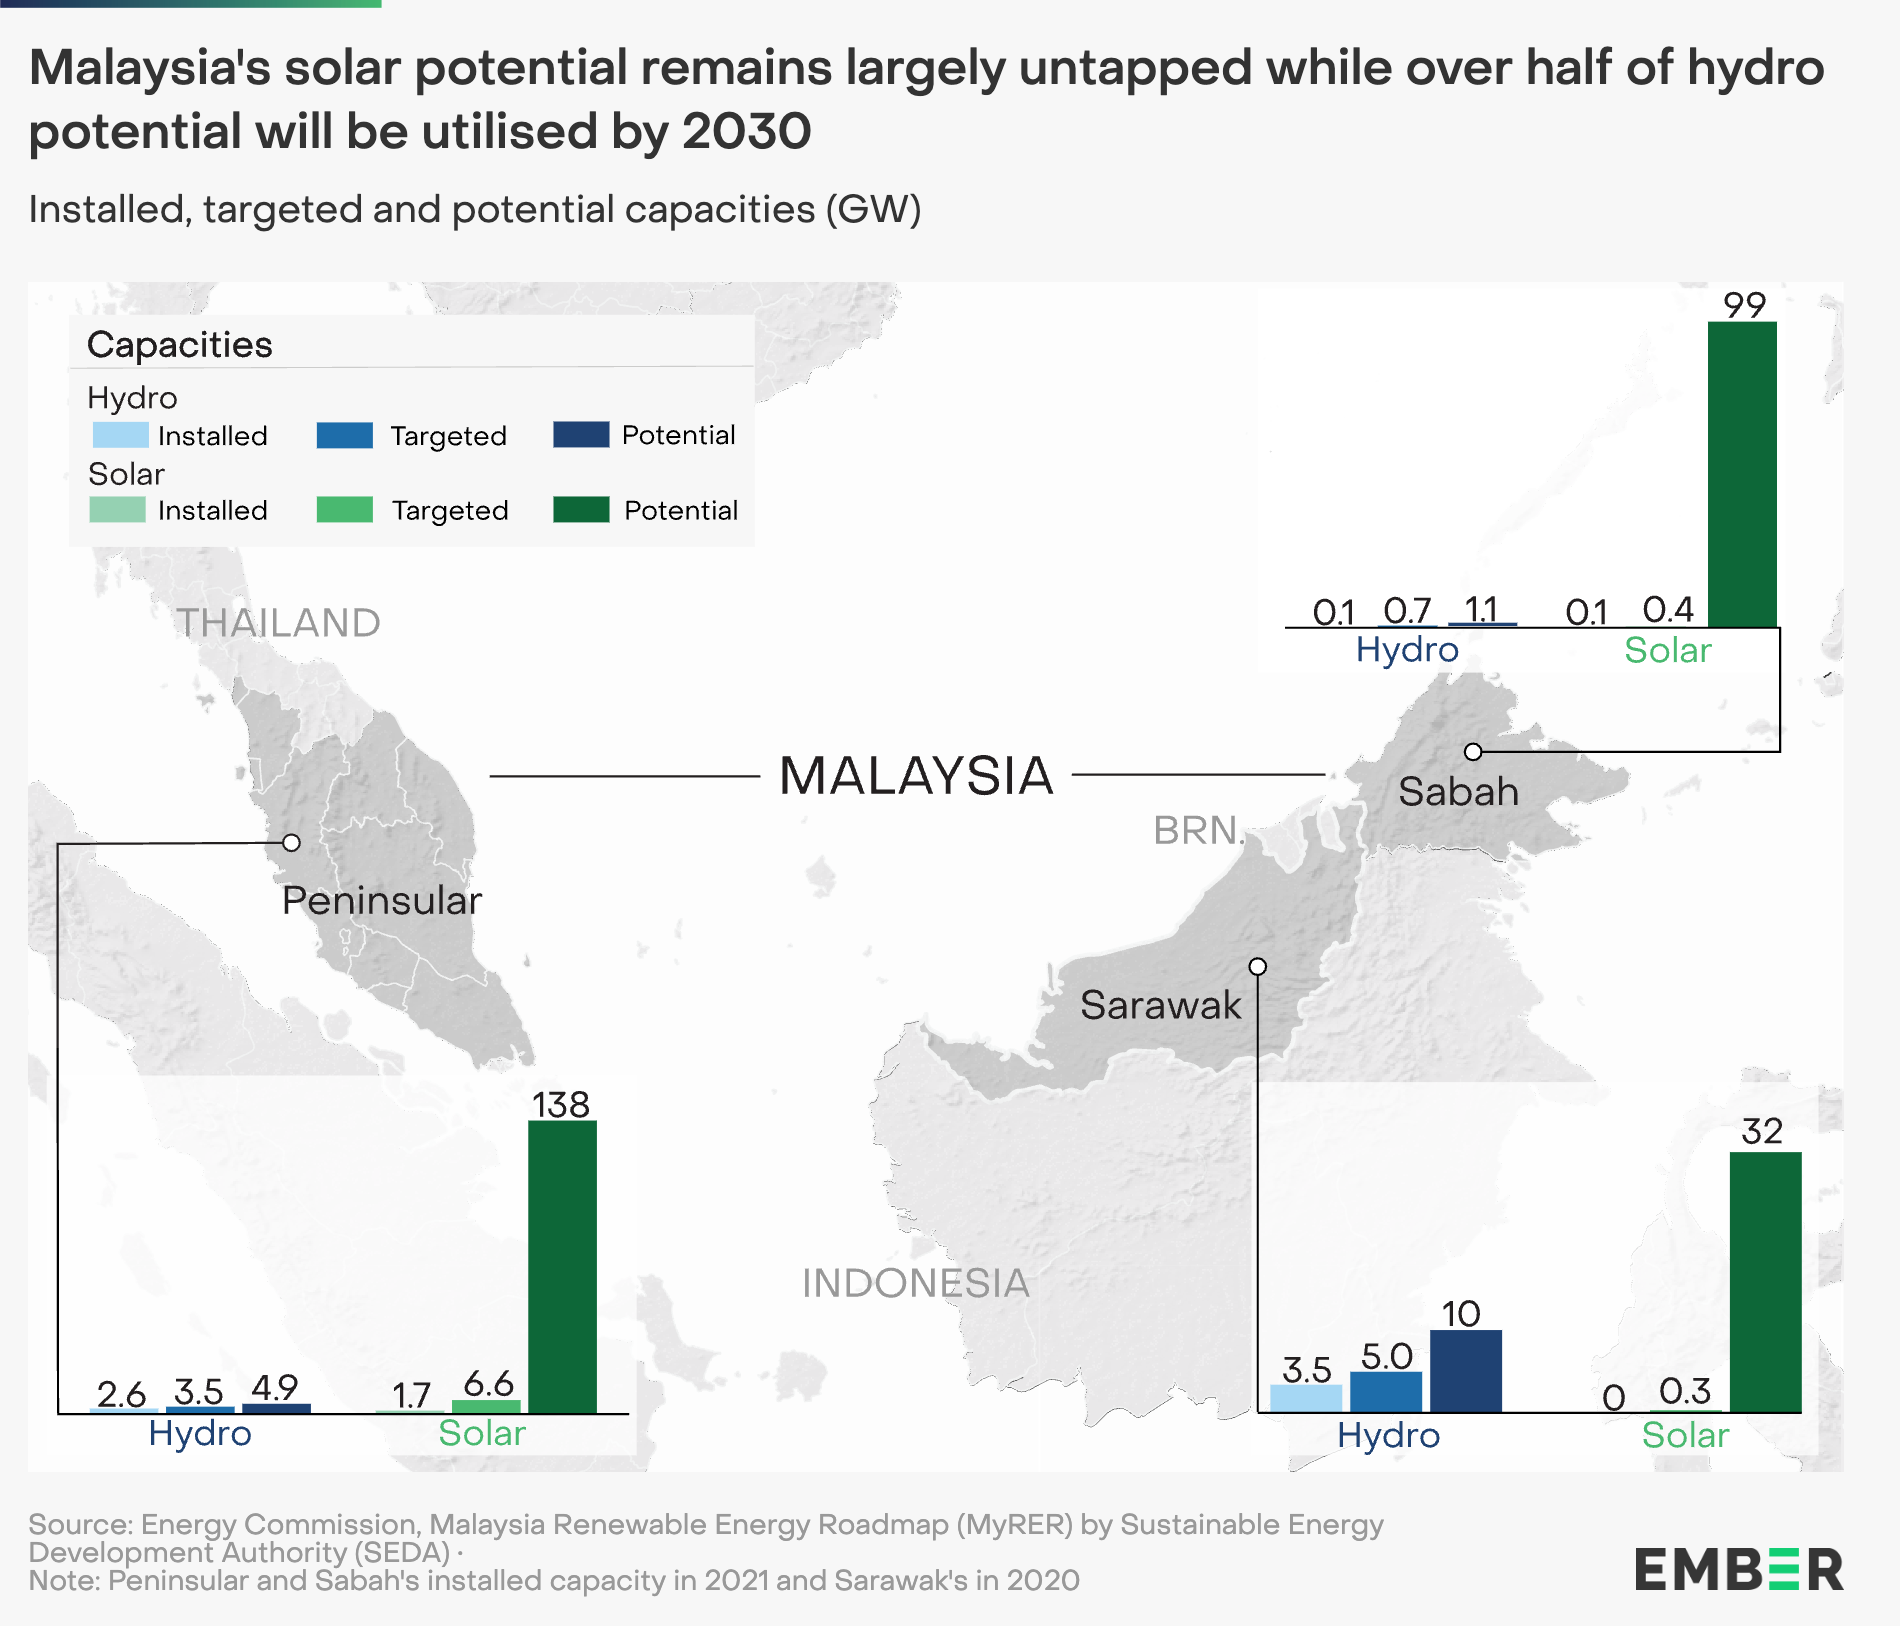 Malaysia's solar potential remains largely untapped while over half of hydro
potential will be utilised by 2030
Installed, targeted and potential capacities (GW)
Capacities
Hydro
Installed Targeted Potential
Solar
Installed Targeted Potential
99
0.1 0.7 1.1 0.1 0.4
Hydro Solar
THAILAND
MALAYSIA
Sabah
BRN.
Peninsular
Sarawak
138
2.6 3.5 4.9 1.7 6.6
Hydro Solar
INDONESIA
32
3.5 5.0 10 0 0.3
Hydro Solar
Source: Energy Commission, Malaysia Renewable Energy Roadmap (MyRER) by Sustainable Energy
Development Authority (SEDA) ·
Note: Peninsular and Sabah's installed capacity in 2021 and Sarawak's in 2020
EMBER